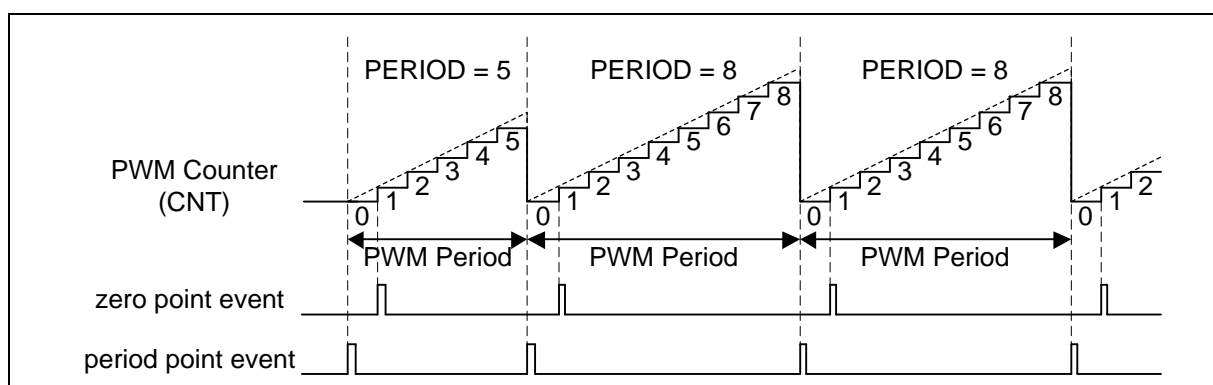 PERIOD = 5 PERIOD = 8 PERIOD = 8
PWM Counter
(CNT)
0 1 2 3 4 5 0 1 2 3 4 5 6 7 8 0 1 2 3 4 5 6 7 8 0 1 2
PWM Period PWM Period PWM Period
zero point event
period point event